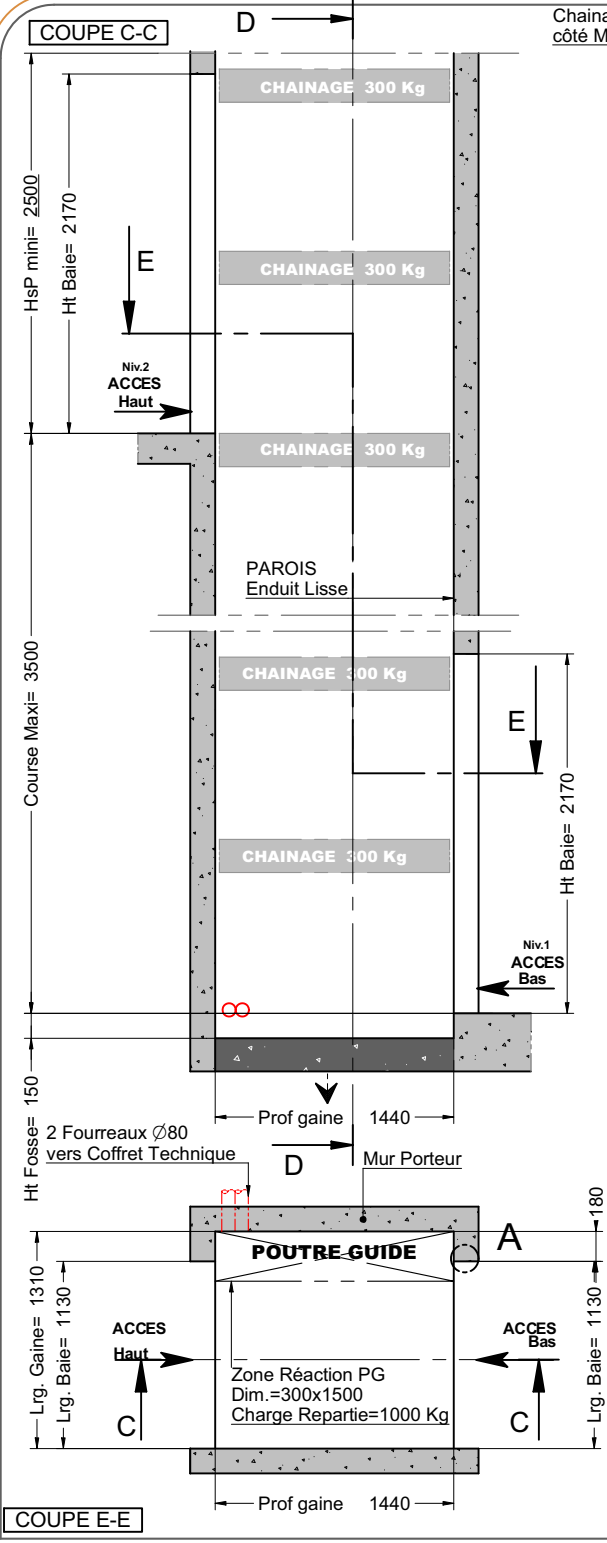 COUPE C-C
D
Chaina
côté M
CHAINAGE 300 Kg
HsP mini= 2500
Ht Baie= 2170
E
CHAINAGE 300 Kg
Niv.2
ACCES
Haut
CHAINAGE 300 Kg
PAROIS
Enduit Lisse
Course Maxi= 3500
CHAINAGE 300 Kg
E
Ht Baie= 2170
CHAINAGE 300 Kg
Niv.1
ACCES
Bas
Ht Fosse= 150
Prof gaine 1440
2 Fourreaux Ø80
vers Coffret Technique
D
Mur Porteur
180
POUTRE GUIDE
A
Lrg. Gaine= 1310
Lrg. Baie= 1130
ACCES
Haut
ACCES
Bas
Lrg. Baie= 1130
Zone Réaction PG
Dim.=300x1500
Charge Repartie=1000 Kg
C
C
Prof gaine 1440
COUPE E-E